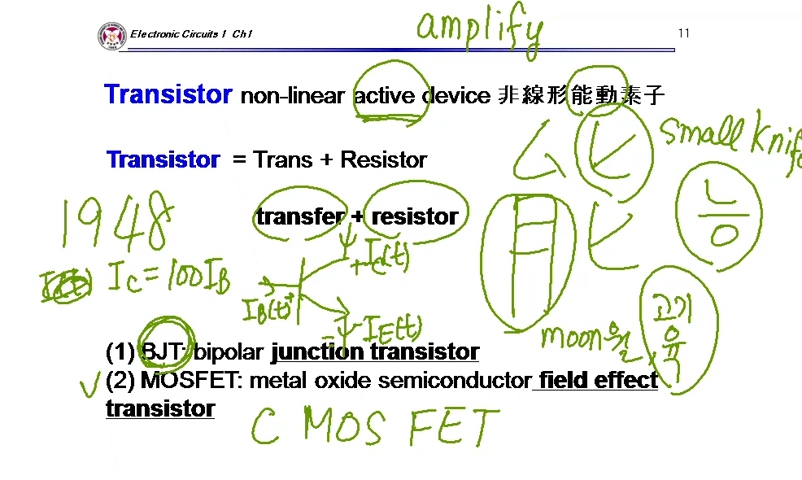 Electronic Circuits 1 Ch1
11
amplify
Transistor non-linear active device 非線形能動素子
small knife
Transistor = Trans + Resistor
ㄴ
ㅇ
1948
transfer + resistor
+Ic(t)
IC = 100IB
IB(t)
IE(t)
moon 월
고기
육
(1) BJT: bipolar junction transistor
(2) MOSFET: metal oxide semiconductor field effect
transistor
C MOS FET